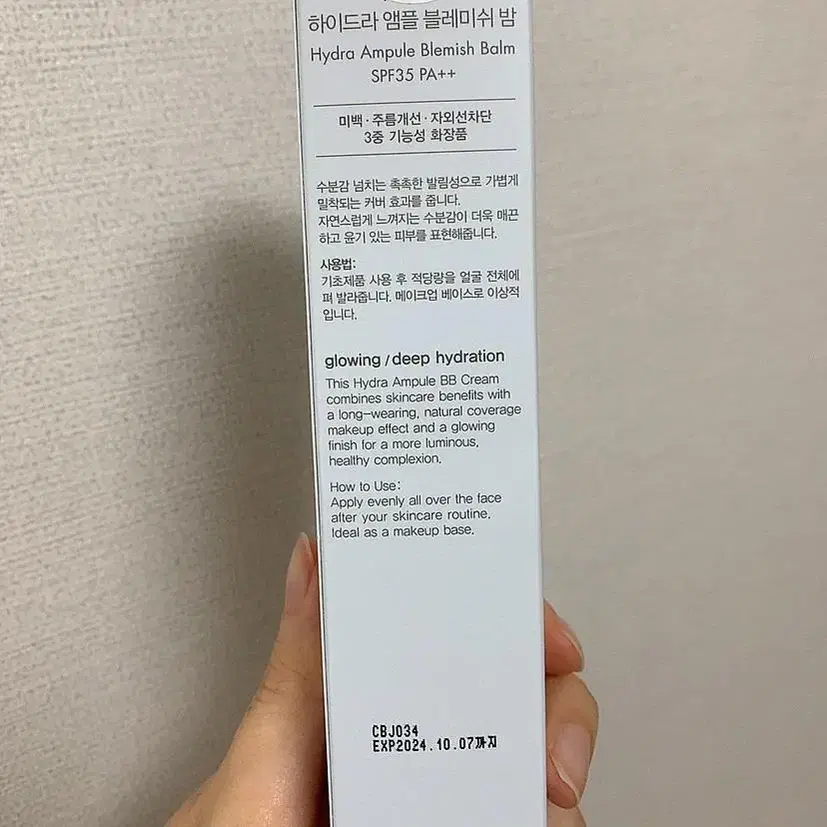 하이드라 앰플 블레미쉬 밤
Hydra Ampule Blemish Balm
SPF35 PA++
미백·주름개선·자외선차단
3중 기능성 화장품
수분감 넘치는 촉촉한 발림성으로 가볍게
밀착되는 커버 효과를 줍니다.
자연스럽게 느껴지는 수분감이 더욱 매끈
하고 윤기 있는 피부를 표현해줍니다.
사용법:
기초제품 사용 후 적당량을 얼굴 전체에
펴 발라줍니다. 메이크업 베이스로 이상적
입니다.
glowing / deep hydration
This Hydra Ampule BB Cream
combines skincare benefits with
a long-wearing, natural coverage
makeup effect and a glowing
finish for a more luminous,
healthy complexion.
How to Use:
Apply evenly all over the face
after your skincare routine.
Ideal as a makeup base.
CBJ034
EXP2024.10.07까지